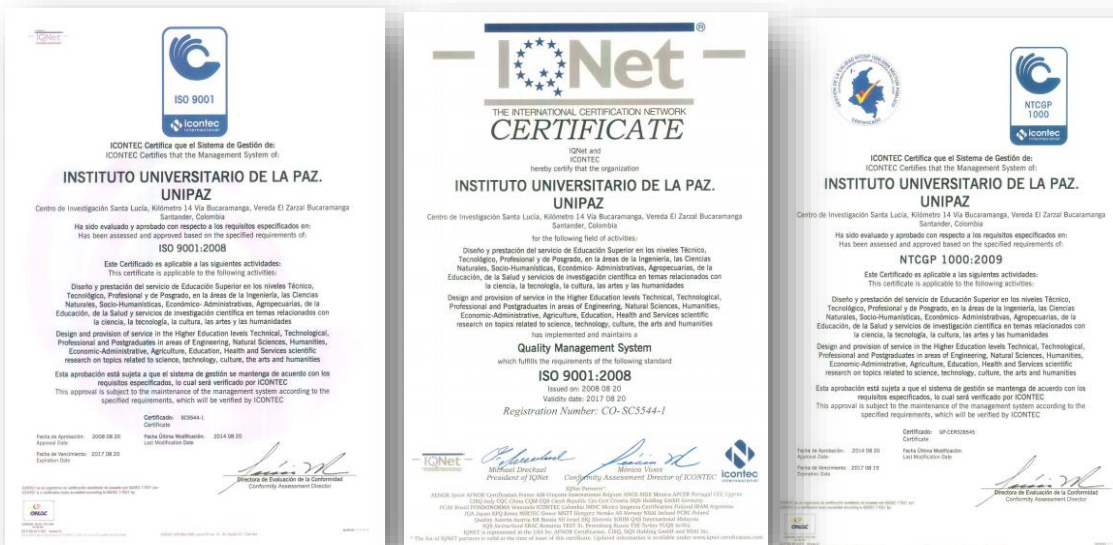 IQNet
ISO 9001
icontec
internacional
ICONTEC Certifica que el Sistema de Gestión de:
ICONTEC Certifies that the Management System of:
INSTITUTO UNIVERSITARIO DE LA PAZ.
UNIPAZ
Centro de Investigación Santa Lucía, Kilómetro 14 Vía Bucaramanga, Vereda El Zarzal Bucaramanga
Santander, Colombia
Ha sido evaluado y aprobado con respecto a los requisitos especificados en:
Has been assessed and approved based on the specified requirements of:
ISO 9001:2008
Este Certificado es aplicable a las siguientes actividades:
This certificate is applicable to the following activities:
Diseño y prestación del servicio de Educación Superior en los niveles Técnico,
Tecnológico, Profesional y de Posgrado, en la áreas de la Ingeniería, las Ciencias
Naturales, Socio-Humanísticas, Económico- Administrativas, Agropecuarias, de la
Educación, de la Salud y servicios de investigación científica en temas relacionados con
la ciencia, la tecnología, la cultura, las artes y las humanidades
Design and provision of service in the Higher Education levels Technical, Technological,
Professional and Postgraduates in areas of Engineering, Natural Sciences, Humanities,
Economic-Administrative, Agriculture, Education, Health and Services scientific
research on topics related to science, technology, culture, the arts and humanities
Esta aprobación está sujeta a que el sistema de gestión se mantenga de acuerdo con los
requisitos especificados, lo cual será verificado por ICONTEC
This approval is subject to the maintenance of the management system according to the
specified requirements, which will be verified by ICONTEC
Certificado: SC5544-1
Certificate
Fecha de Aprobación: 2008 08 20 Fecha Última Modificación: 2014 08 20
Approval Date: Last Modification Date
Fecha de Vencimiento: 2017 08 20
Expiration Date
Directora de Evaluación de la Conformidad
Conformity Assessment Director
ONAC
IQNet ®
THE INTERNATIONAL CERTIFICATION NETWORK
CERTIFICATE
IQNet and
ICONTEC
hereby certify that the organization
INSTITUTO UNIVERSITARIO DE LA PAZ.
UNIPAZ
Centro de Investigación Santa Lucía, Kilómetro 14 Vía Bucaramanga, Vereda El Zarzal Bucaramanga
Santander, Colombia
for the following field of activities:
Diseño y prestación del servicio de Educación Superior en los niveles Técnico,
Tecnológico, Profesional y de Posgrado, en la áreas de la Ingeniería, las Ciencias
Naturales, Socio-Humanísticas, Económico- Administrativas, Agropecuarias, de la
Educación, de la Salud y servicios de investigación científica en temas relacionados con
la ciencia, la tecnología, la cultura, las artes y las humanidades
Design and provision of service in the Higher Education levels Technical, Technological,
Professional and Postgraduates in areas of Engineering, Natural Sciences, Humanities,
Economic-Administrative, Agriculture, Education, Health and Services scientific
research on topics related to science, technology, culture, the arts and humanities
has implemented and maintains a
Quality Management System
which fulfills the requirements of the following standard
ISO 9001:2008
Issued on: 2008 08 20
Validity date: 2017 08 20
Registration Number: CO-SC5544-1
IQNet
Michael Drechsel
President of IQNet
Conformity Assessment Director of ICONTEC
icontec
internacional
IQNet Partners*:
NTCGP
1000
icontec
internacional
ICONTEC Certifica que el Sistema de Gestión de:
ICONTEC Certifies that the Management System of:
INSTITUTO UNIVERSITARIO DE LA PAZ.
UNIPAZ
Centro de Investigación Santa Lucía, Kilómetro 14 Vía Bucaramanga, Vereda El Zarzal Bucaramanga
Santander, Colombia
Ha sido evaluado y aprobado con respecto a los requisitos especificados en:
Has been assessed and approved based on the specified requirements of:
NTCGP 1000:2009
Este Certificado es aplicable a las siguientes actividades:
This certificate is applicable to the following activities:
Diseño y prestación del servicio de Educación Superior en los niveles Técnico,
Tecnológico, Profesional y de Posgrado, en la áreas de la Ingeniería, las Ciencias
Naturales, Socio-Humanísticas, Económico- Administrativas, Agropecuarias, de la
Educación, de la Salud y servicios de investigación científica en temas relacionados con
la ciencia, la tecnología, la cultura, las artes y las humanidades
Design and provision of service in the Higher Education levels Technical, Technological,
Professional and Postgraduates in areas of Engineering, Natural Sciences, Humanities,
Economic-Administrative, Agriculture, Education, Health and Services scientific
research on topics related to science, technology, culture, the arts and humanities
Esta aprobación está sujeta a que el sistema de gestión se mantenga de acuerdo con los
requisitos especificados, lo cual será verificado por ICONTEC
This approval is subject to the maintenance of the management system according to the
specified requirements, which will be verified by ICONTEC
Certificado:
Certificate
Fecha de Aprobación: 2014 08 20 Fecha Última Modificación:
Approval Date: Last Modification Date
Fecha de Vencimiento: 2017 08 19
Expiration Date
Directora de Evaluación de la Conformidad
Conformity Assessment Director
ONAC